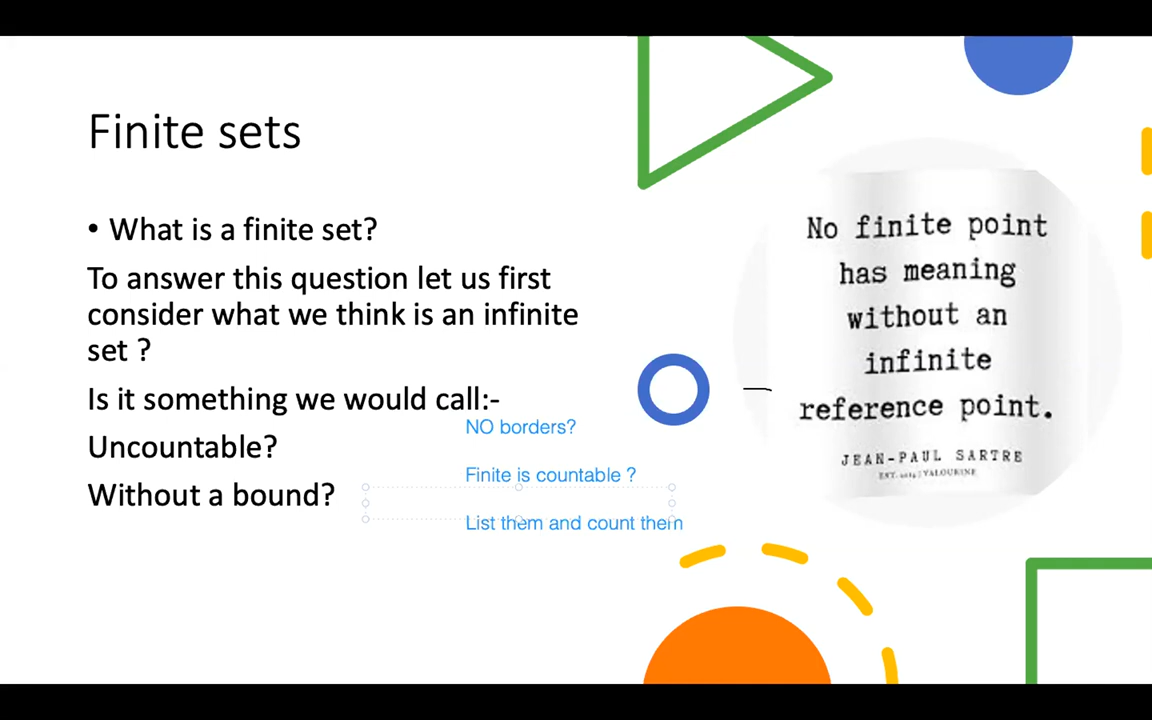 Finite sets
• What is a finite set?
To answer this question let us first
consider what we think is an infinite
set ?
Is it something we would call:-
NO borders?
Uncountable?
Finite is countable ?
Without a bound?
List them and count them
No finite point
has meaning
without an
infinite
reference point.
JEAN-PAUL SARTRE